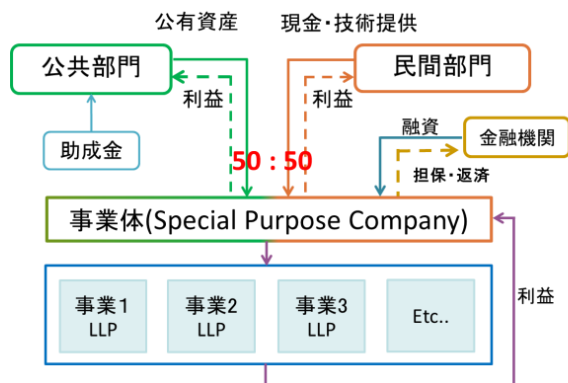 公有資産
現金・技術提供
公共部門
民間部門
利益
利益
助成金
50 : 50
融資
金融機関
担保・返済
事業体(Special Purpose Company)
事業1
LLP
事業2
LLP
事業3
LLP
Etc..
利益